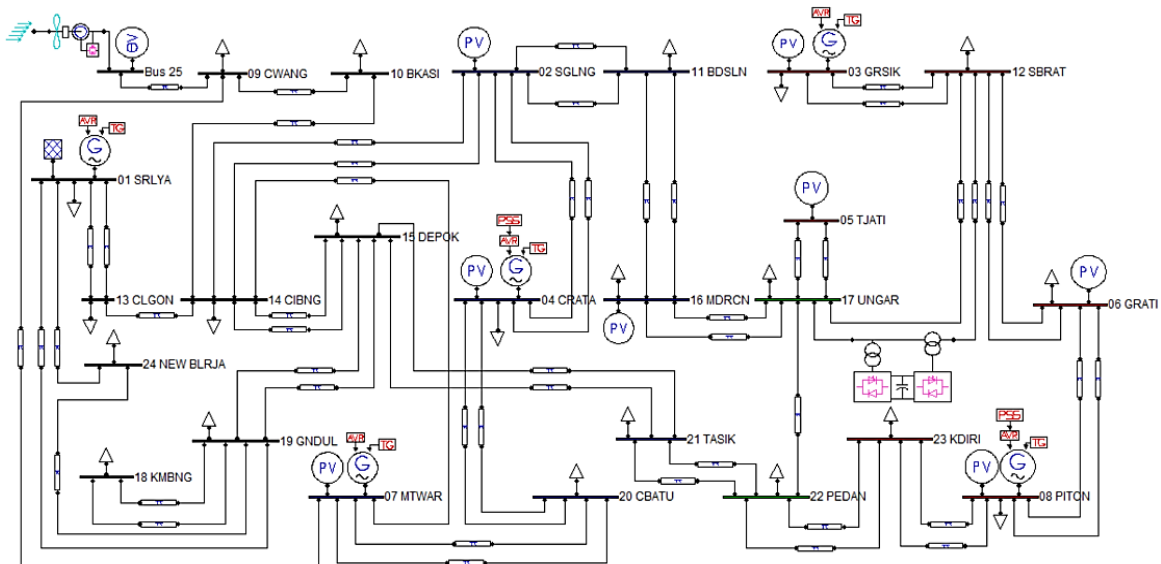 AVR
TG
G
PV
PV
PV
G
Bus 25
09 CWANG
10 BKASI
02 SGLNG
11 BDSLN
03 GRSIK
12 SBRAT
AVR
TG
G
01 SRLYA
PV
05 TJATI
15 DEPOK
PSS
AVR
TG
PV
G
PV
13 CLGON
14 CIBNG
04 CRATA
16 MDRCN
17 UNGAR
06 GRATI
PV
24 NEW BLRJA
PSS
AVR
TG
19 GNDUL
21 TASIK
23 KDIRI
AVR
TG
PV
G
PV
G
18 KMBNG
07 MTWAR
20 CBATU
22 PEDAN
08 PITON